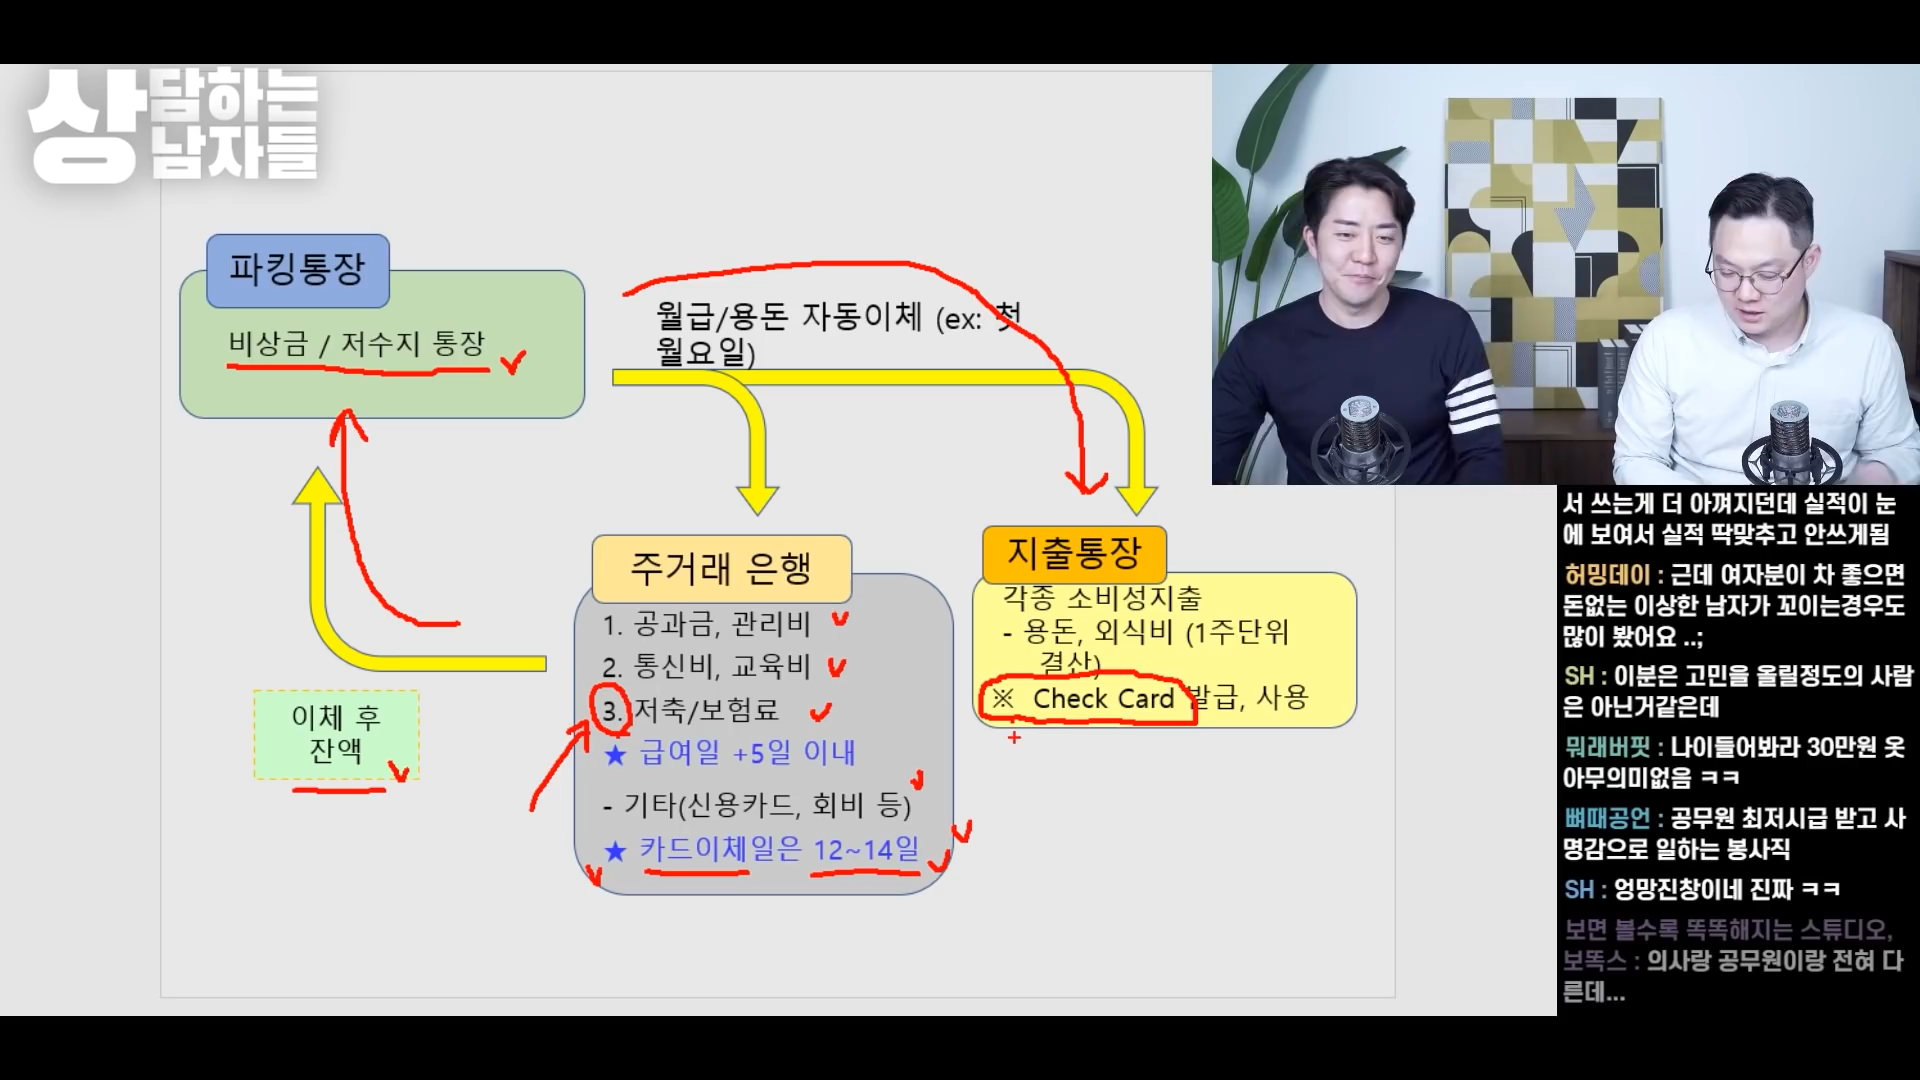 상담하는
남자들
파킹통장
비상금 / 저수지 통장
월급/용돈 자동이체 (ex: 첫
월요일)
주거래 은행
1. 공과금, 관리비
2. 통신비, 교육비
3. 저축/보험료
★ 급여일 +5일 이내
- 기타(신용카드, 회비 등)
★ 카드이체일은 12~14일
지출통장
각종 소비성지출
- 용돈, 외식비 (1주단위
결산)
※ Check Card 발급, 사용
이체 후
잔액
서 쓰는게 더 아껴지던데 실적이 눈
에 보여서 실적 딱맞추고 안쓰게됨
허밍데이 : 근데 여자분이 차 좋으면
돈없는 이상한 남자가 꼬이는경우도
많이 봤어요 ..;
SH : 이분은 고민을 올릴정도의 사람
은 아닌거같은데
뭐래버핏 : 나이들어봐라 30만원 옷
아무의미없음 ㅋㅋ
뼈때공언 : 공무원 최저시급 받고 사
명감으로 일하는 봉사직
SH : 엉망진창이네 진짜 ㅋㅋ
보면 볼수록 똑똑해지는 스튜디오,
보똑스 : 의사랑 공무원이랑 전혀 다
른데...